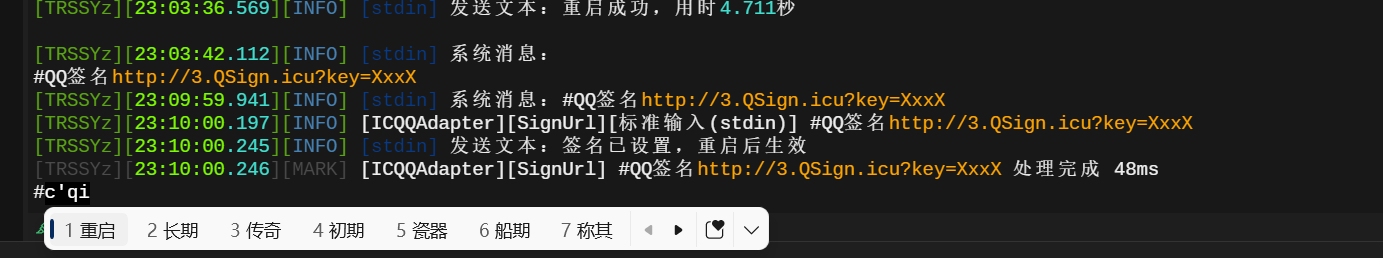 [TRSSYz][23:03:36.569][INFO] [stdin] 发送文本：重启成功，用时4.711秒
[TRSSYz][23:03:42.112][INFO] [stdin] 系统消息：
#QQ签名http://3.QSign.icu?key=XxxX
[TRSSYz][23:09:59.941][INFO] [stdin] 系统消息：#QQ签名http://3.QSign.icu?key=XxxX
[TRSSYz][23:10:00.197][INFO] [ICQQAdapter][SignUrl][标准输入(stdin)] #QQ签名http://3.QSign.icu?key=XxxX
[TRSSYz][23:10:00.245][INFO] [stdin] 发送文本：签名已设置，重启后生效
[TRSSYz][23:10:00.246][MARK] [ICQQAdapter][SignUrl] #QQ签名http://3.QSign.icu?key=XxxX 处理完成 48ms
#c'qi
1 重启 2 长期 3 传奇 4 初期 5 瓷器 6 船期 7 称其